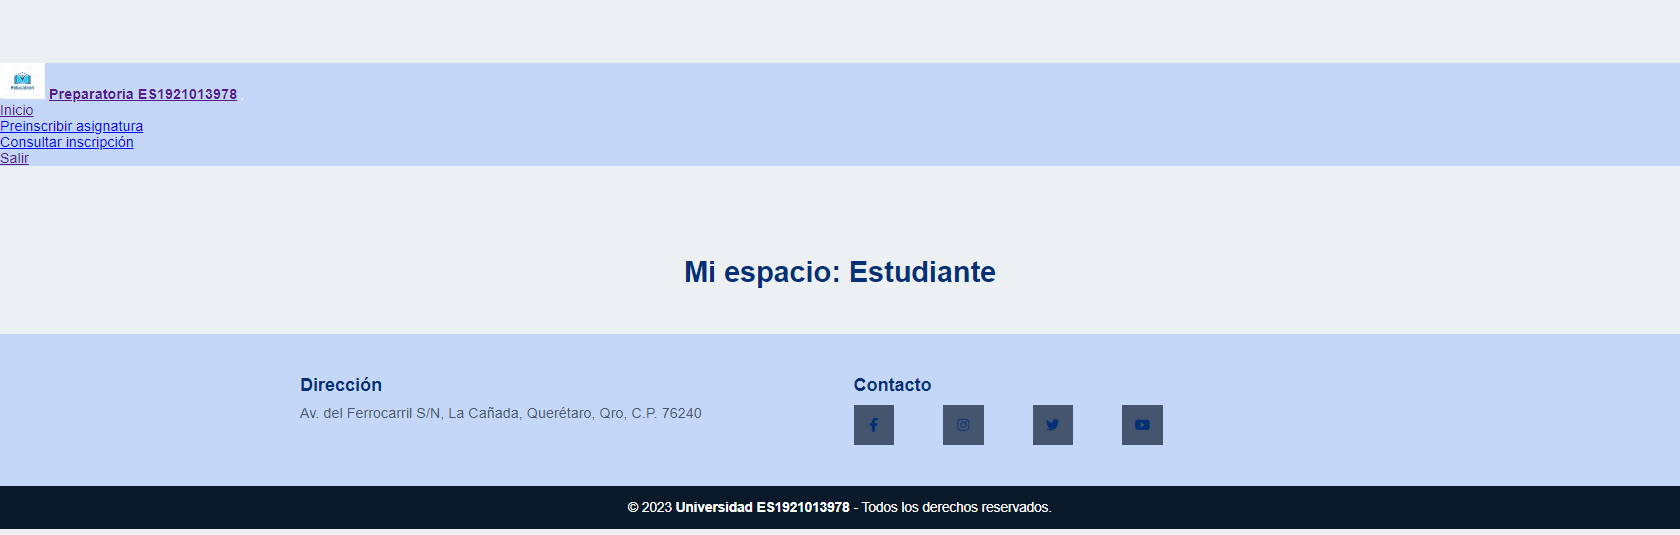 Education
Preparatoria ES1921013978 .
Inicio
Preinscribir asignatura
Consultar inscripción
Salir
Mi espacio: Estudiante
Dirección
Av. del Ferrocarril S/N, La Cañada, Querétaro, Qro, C.P. 76240
Contacto
© 2023 Universidad ES1921013978 - Todos los derechos reservados.